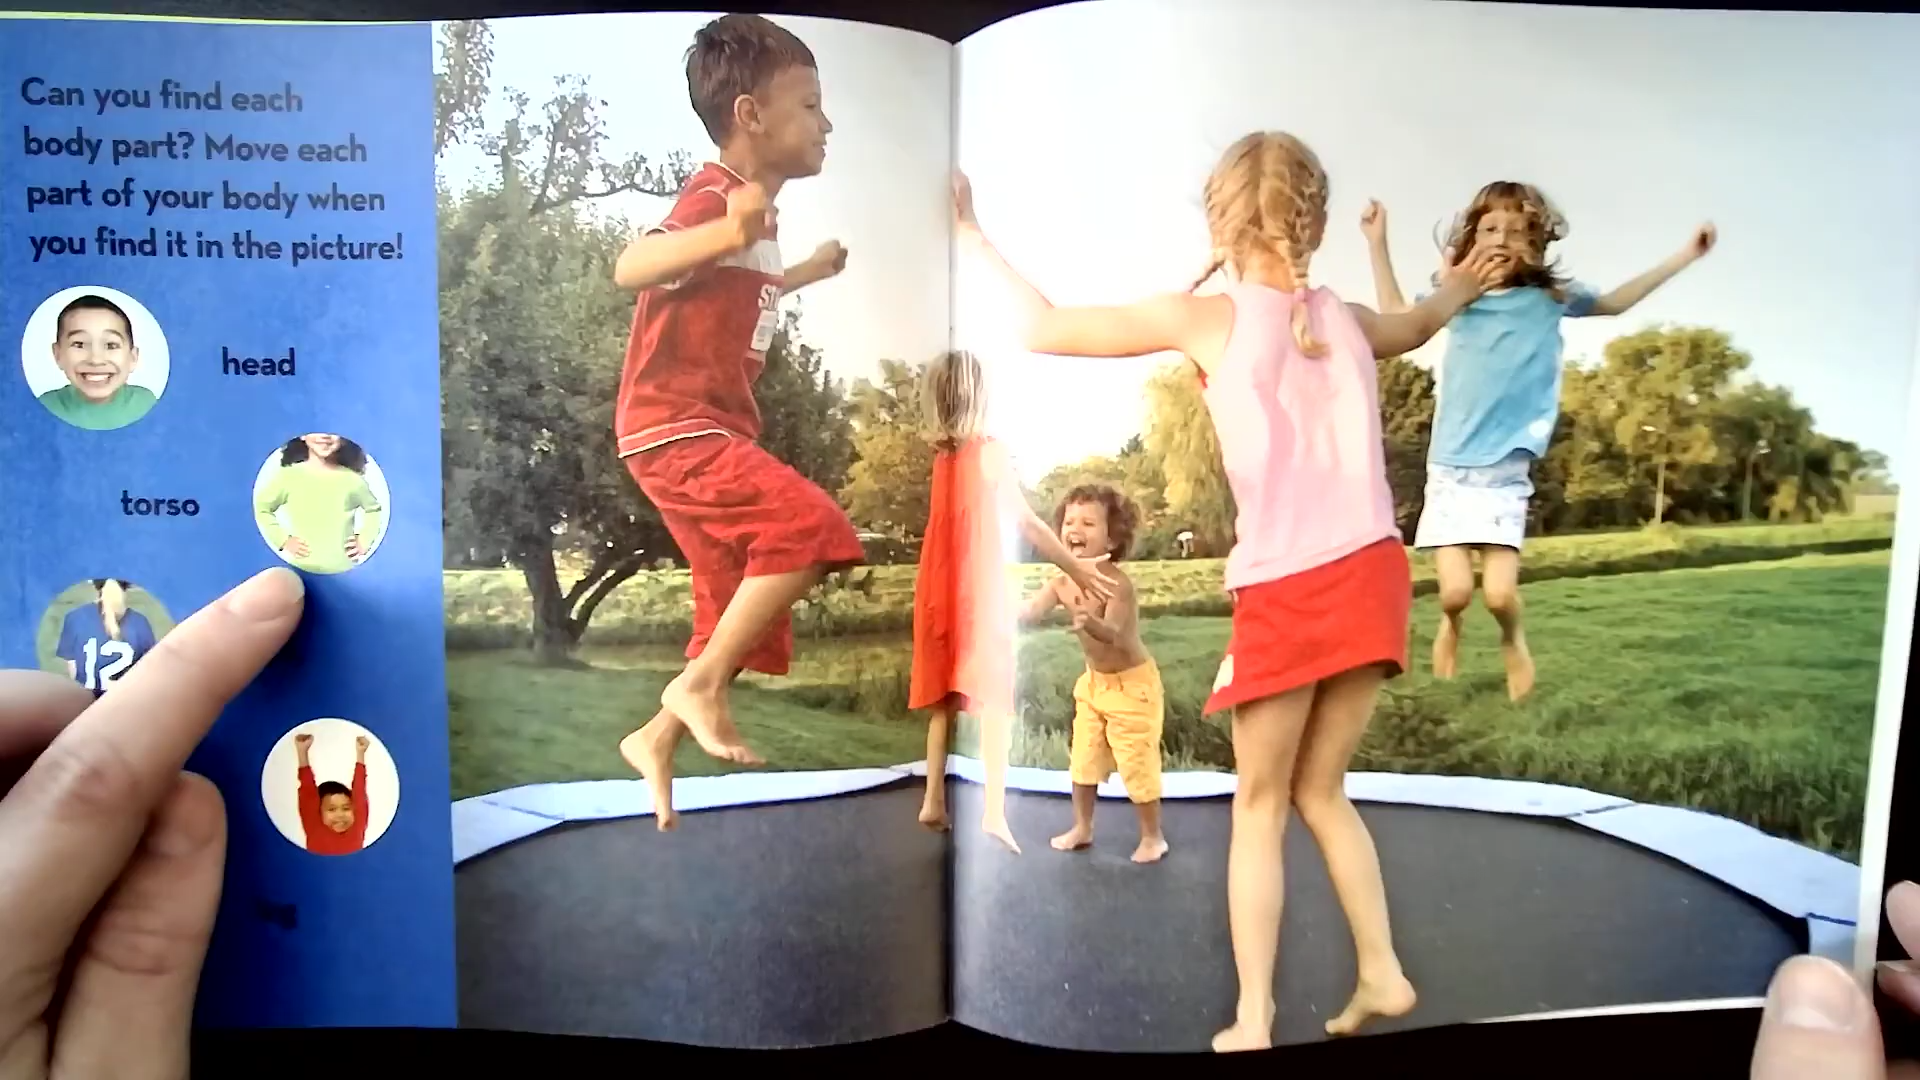 Can you find each
body part? Move each
part of your body when
you find it in the picture!
head
torso
12